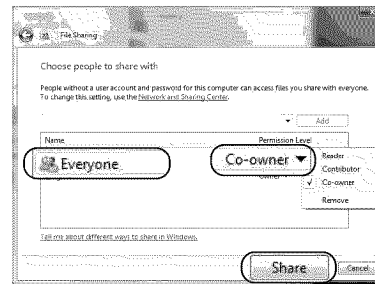 File Sharing
Choose people to share with
People without a user account and password for this computer can access files you share with everyone.
To change this setting, use the Network and Sharing Center.
Add
Name Permission Level
Everyone Co-owner
Owner
Reader
Contributor
Co-owner
Remove
Tell me about different ways to share in Windows.
Share Cancel